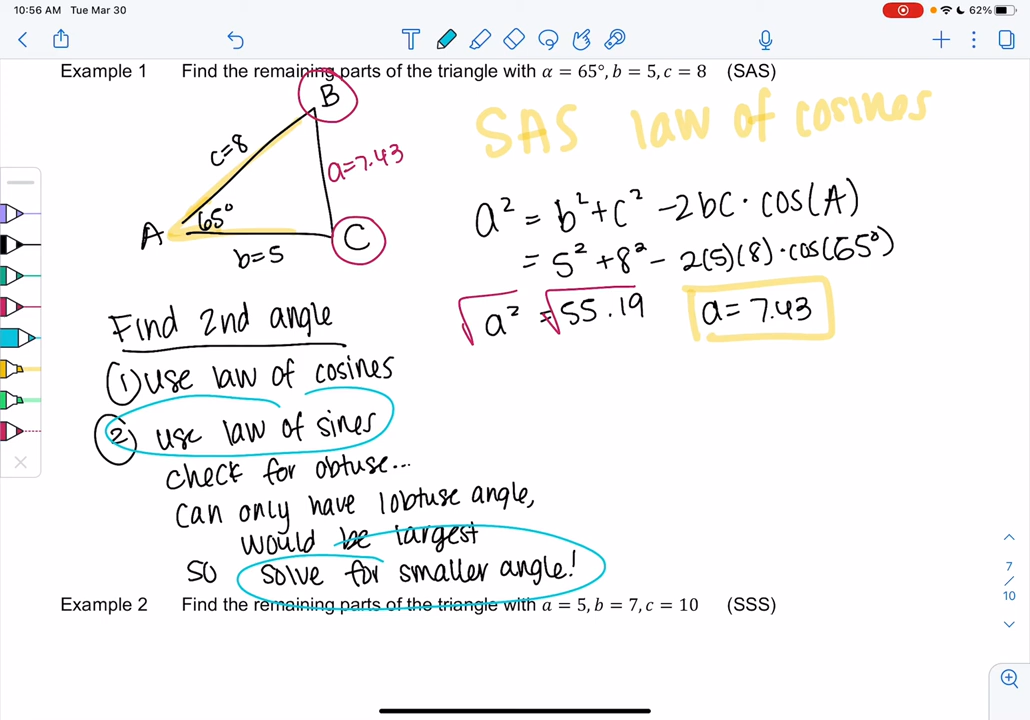 10:56 AM Tue Mar 30
62%
T
Example 1 Find the remaining parts of the triangle with α = 65°, b = 5, c = 8 (SAS)
B
c=8
a=7.43
65°
A
C
b=5
SAS law of cosines
a² = b² + c² - 2bc · cos(A)
= 5² + 8² - 2(5)(8) · cos(65°)
√a² = √55.19 a = 7.43
Find 2nd angle
① use law of cosines
② use law of sines
check for obtuse...
can only have 1 obtuse angle,
would be largest
so solve for smaller angle!
Example 2 Find the remaining parts of the triangle with a = 5, b = 7, c = 10 (SSS)
7
/
10